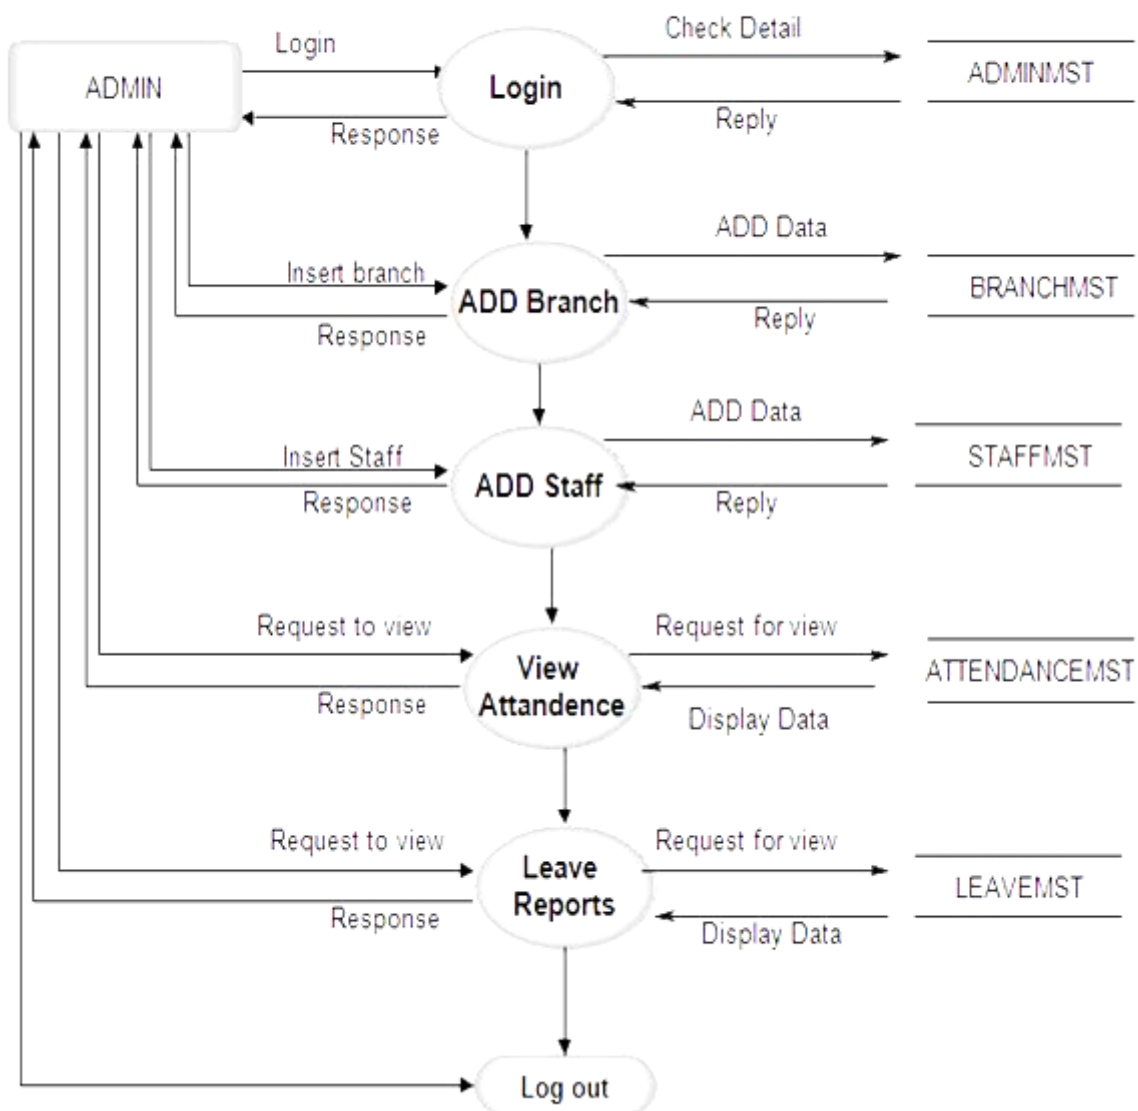 Check Detail
Login
ADMIN
Login
ADMINMST
Response
Reply
ADD Data
Insert branch
ADD Branch
BRANCHMST
Response
Reply
ADD Data
Insert Staff
ADD Staff
STAFFMST
Response
Reply
Request to view
Request for view
View
Attandence
ATTENDANCEMST
Response
Display Data
Request to view
Request for view
Leave
Reports
LEAVEMST
Response
Display Data
Log out